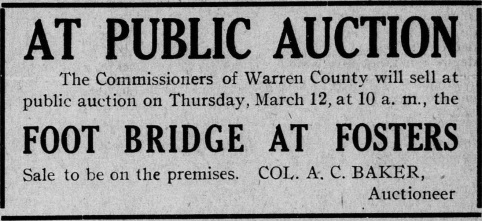 AT PUBLIC AUCTION
The Commissioners of Warren County will sell at
public auction on Thursday, March 12, at 10 a. m., the
FOOT BRIDGE AT FOSTERS
Sale to be on the premises. COL. A. C. BAKER,
Auctioneer